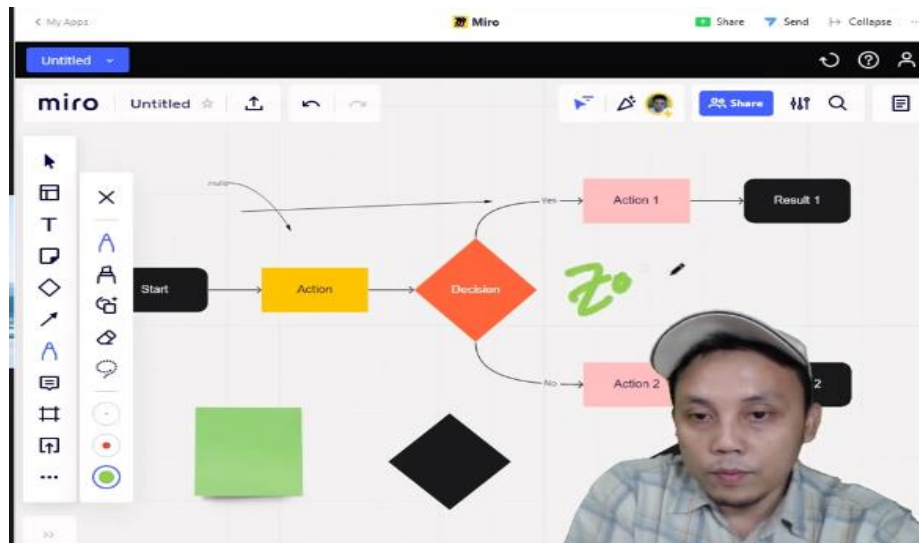 < My Apps
Miro
Share
Send
Collapse
Untitled
miro
Untitled
Share
Yes
Action 1
Result 1
Start
Action
Decision
Zo
No
Action 2
2